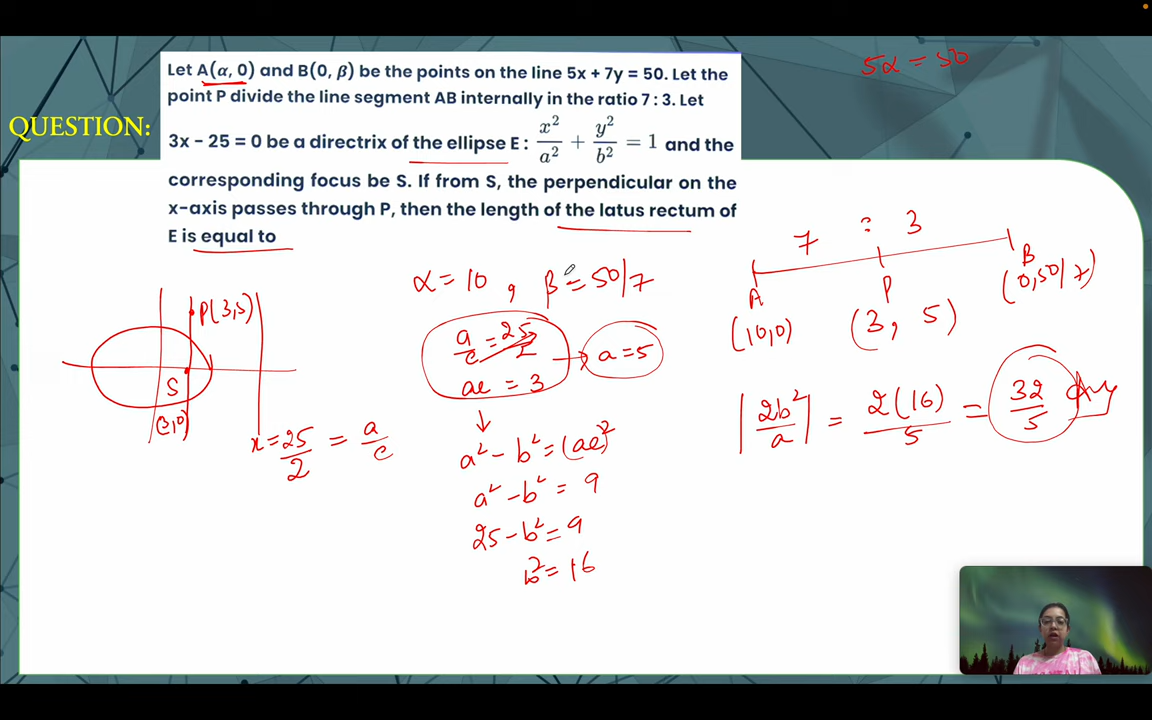 5α = 50
Let A(α, 0) and B(0, β) be the points on the line 5x + 7y = 50. Let the
point P divide the line segment AB internally in the ratio 7 : 3. Let
QUESTION:
3x − 25 = 0 be a directrix of the ellipse E : x²/a² + y²/b² = 1 and the
corresponding focus be S. If from S, the perpendicular on the
x-axis passes through P, then the length of the latus rectum of
E is equal to
7 : 3
A P B
(10,0) (3, 5) (0,50/7)
α = 10 , β = 50/7
P(3,5)
S
(3,0)
x = 25/2 = a/e
a/e = 25/2 → a = 5
ae = 3
↓
a² − b² = (ae)²
a² − b² = 9
25 − b² = 9
b² = 16
|2b²/a| = 2(16)/5 = 32/5 Ans